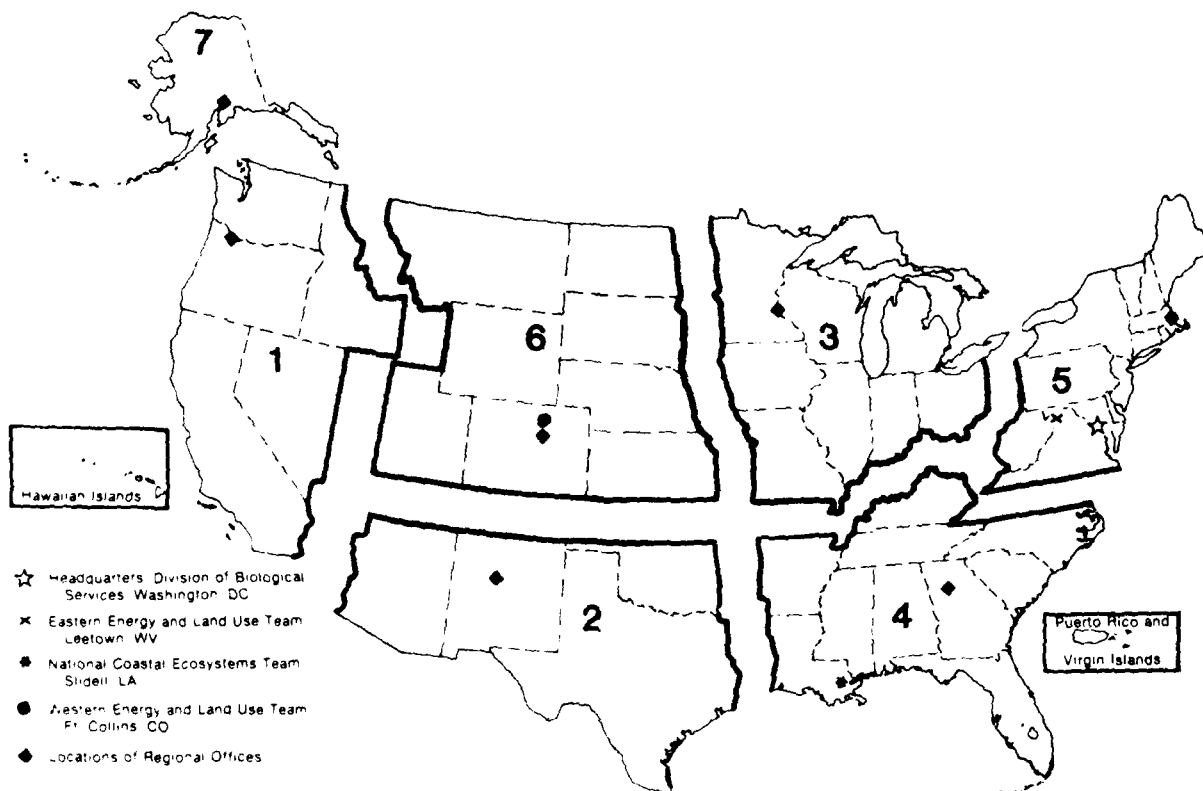 7
1
6
3
5
2
4
Hawaiian Islands
Puerto Rico and
Virgin Islands
Headquarters Division of Biological
Services Washington DC
Eastern Energy and Land Use Team
Leetown WV
National Coastal Ecosystems Team
Slidell LA
Western Energy and Land Use Team
Ft Collins CO
Locations of Regional Offices